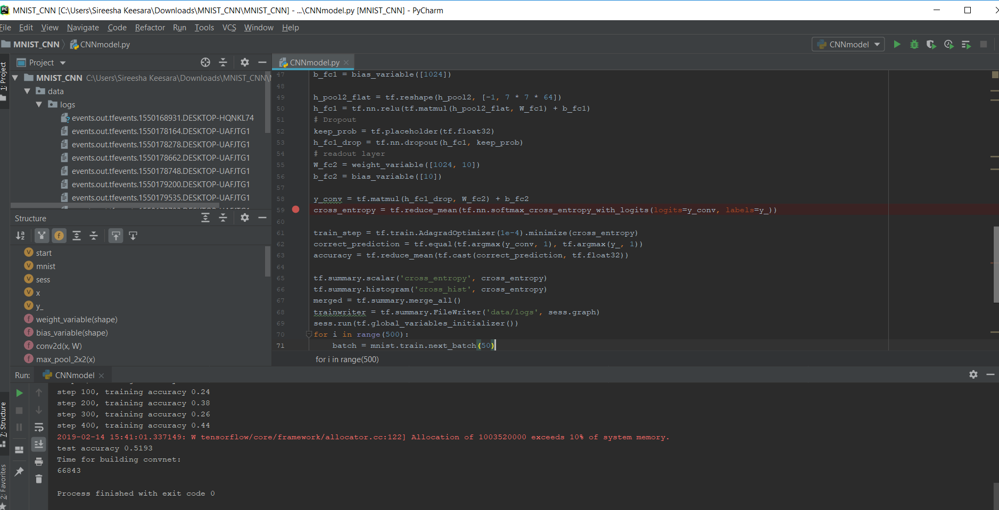 MNIST_CNN [C:\Users\Sireesha Keesara\Downloads\MNIST_CNN\MNIST_CNN] - ...\CNNmodel.py [MNIST_CNN] - PyCharm
File Edit View Navigate Code Refactor Run Tools VCS Window Help
MNIST_CNN CNNmodel.py
CNNmodel
1: Project
Project
MNIST_CNN C:\Users\Sireesha Keesara\Downloads\MNIST_CNN\
data
logs
events.out.tfevents.1550168931.DESKTOP-HQNKL74
events.out.tfevents.1550178164.DESKTOP-UAFJTG1
events.out.tfevents.1550178278.DESKTOP-UAFJTG1
events.out.tfevents.1550178662.DESKTOP-UAFJTG1
events.out.tfevents.1550178748.DESKTOP-UAFJTG1
events.out.tfevents.1550179200.DESKTOP-UAFJTG1
events.out.tfevents.1550179535.DESKTOP-UAFJTG1
Structure
start
mnist
sess
x
y_
weight_variable(shape)
bias_variable(shape)
conv2d(x, W)
max_pool_2x2(x)
CNNmodel.py
47 b_fc1 = bias_variable([1024])
48
49 h_pool2_flat = tf.reshape(h_pool2, [-1, 7 * 7 * 64])
50 h_fc1 = tf.nn.relu(tf.matmul(h_pool2_flat, W_fc1) + b_fc1)
51 # Dropout
52 keep_prob = tf.placeholder(tf.float32)
53 h_fc1_drop = tf.nn.dropout(h_fc1, keep_prob)
54 # readout layer
55 W_fc2 = weight_variable([1024, 10])
56 b_fc2 = bias_variable([10])
57
58 y_conv = tf.matmul(h_fc1_drop, W_fc2) + b_fc2
59 cross_entropy = tf.reduce_mean(tf.nn.softmax_cross_entropy_with_logits(logits=y_conv, labels=y_))
60
61 train_step = tf.train.AdagradOptimizer(1e-4).minimize(cross_entropy)
62 correct_prediction = tf.equal(tf.argmax(y_conv, 1), tf.argmax(y_, 1))
63 accuracy = tf.reduce_mean(tf.cast(correct_prediction, tf.float32))
64
65 tf.summary.scalar('cross_entropy', cross_entropy)
66 tf.summary.histogram('cross_hist', cross_entropy)
67 merged = tf.summary.merge_all()
68 trainwriter = tf.summary.FileWriter('data/logs', sess.graph)
69 sess.run(tf.global_variables_initializer())
70 for i in range(500):
71 batch = mnist.train.next_batch(50)
for i in range(500)
Run: CNNmodel
7: Structure
2: Favorites
step 100, training accuracy 0.24
step 200, training accuracy 0.38
step 300, training accuracy 0.26
step 400, training accuracy 0.44
2019-02-14 15:41:01.337149: W tensorflow/core/framework/allocator.cc:122] Allocation of 1003520000 exceeds 10% of system memory.
test accuracy 0.5193
Time for building convnet:
66843
Process finished with exit code 0